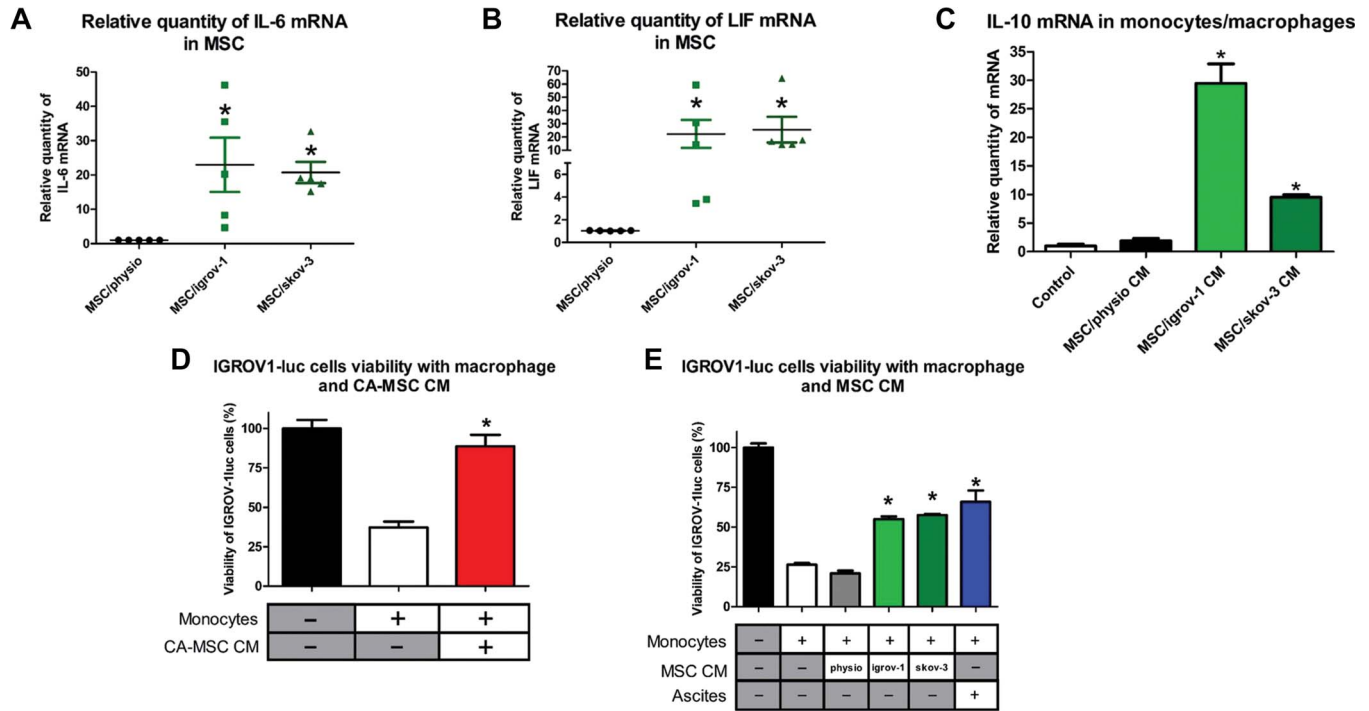 A
Relative quantity of IL-6 mRNA
in MSC
Relative quantity of
IL-6 mRNA
50
40
30
20
10
0
*
*
MSC/physio
MSC/igrov-1
MSC/skov-3
B
Relative quantity of LIF mRNA
in MSC
Relative quantity of
LIF mRNA
70
60
50
40
30
20
10
6
4
2
0
*
*
MSC/physio
MSC/igrov-1
MSC/skov-3
C
IL-10 mRNA in monocytes/macrophages
Relative quantity of mRNA
35
30
25
20
15
10
5
0
*
*
Control
MSC/physio CM
MSC/igrov-1 CM
MSC/skov-3 CM
D
IGROV1-luc cells viability with macrophage
and CA-MSC CM
Viability of IGROV-1luc cells (%)
100
75
50
25
0
*
Monocytes – + +
CA-MSC CM – – +
E
IGROV1-luc cells viability with macrophage
and MSC CM
Viability of IGROV-1luc cells (%)
100
75
50
25
0
*
*
*
Monocytes – + + + + +
MSC CM – – physio igrov-1 skov-3 –
Ascites – – – – – +